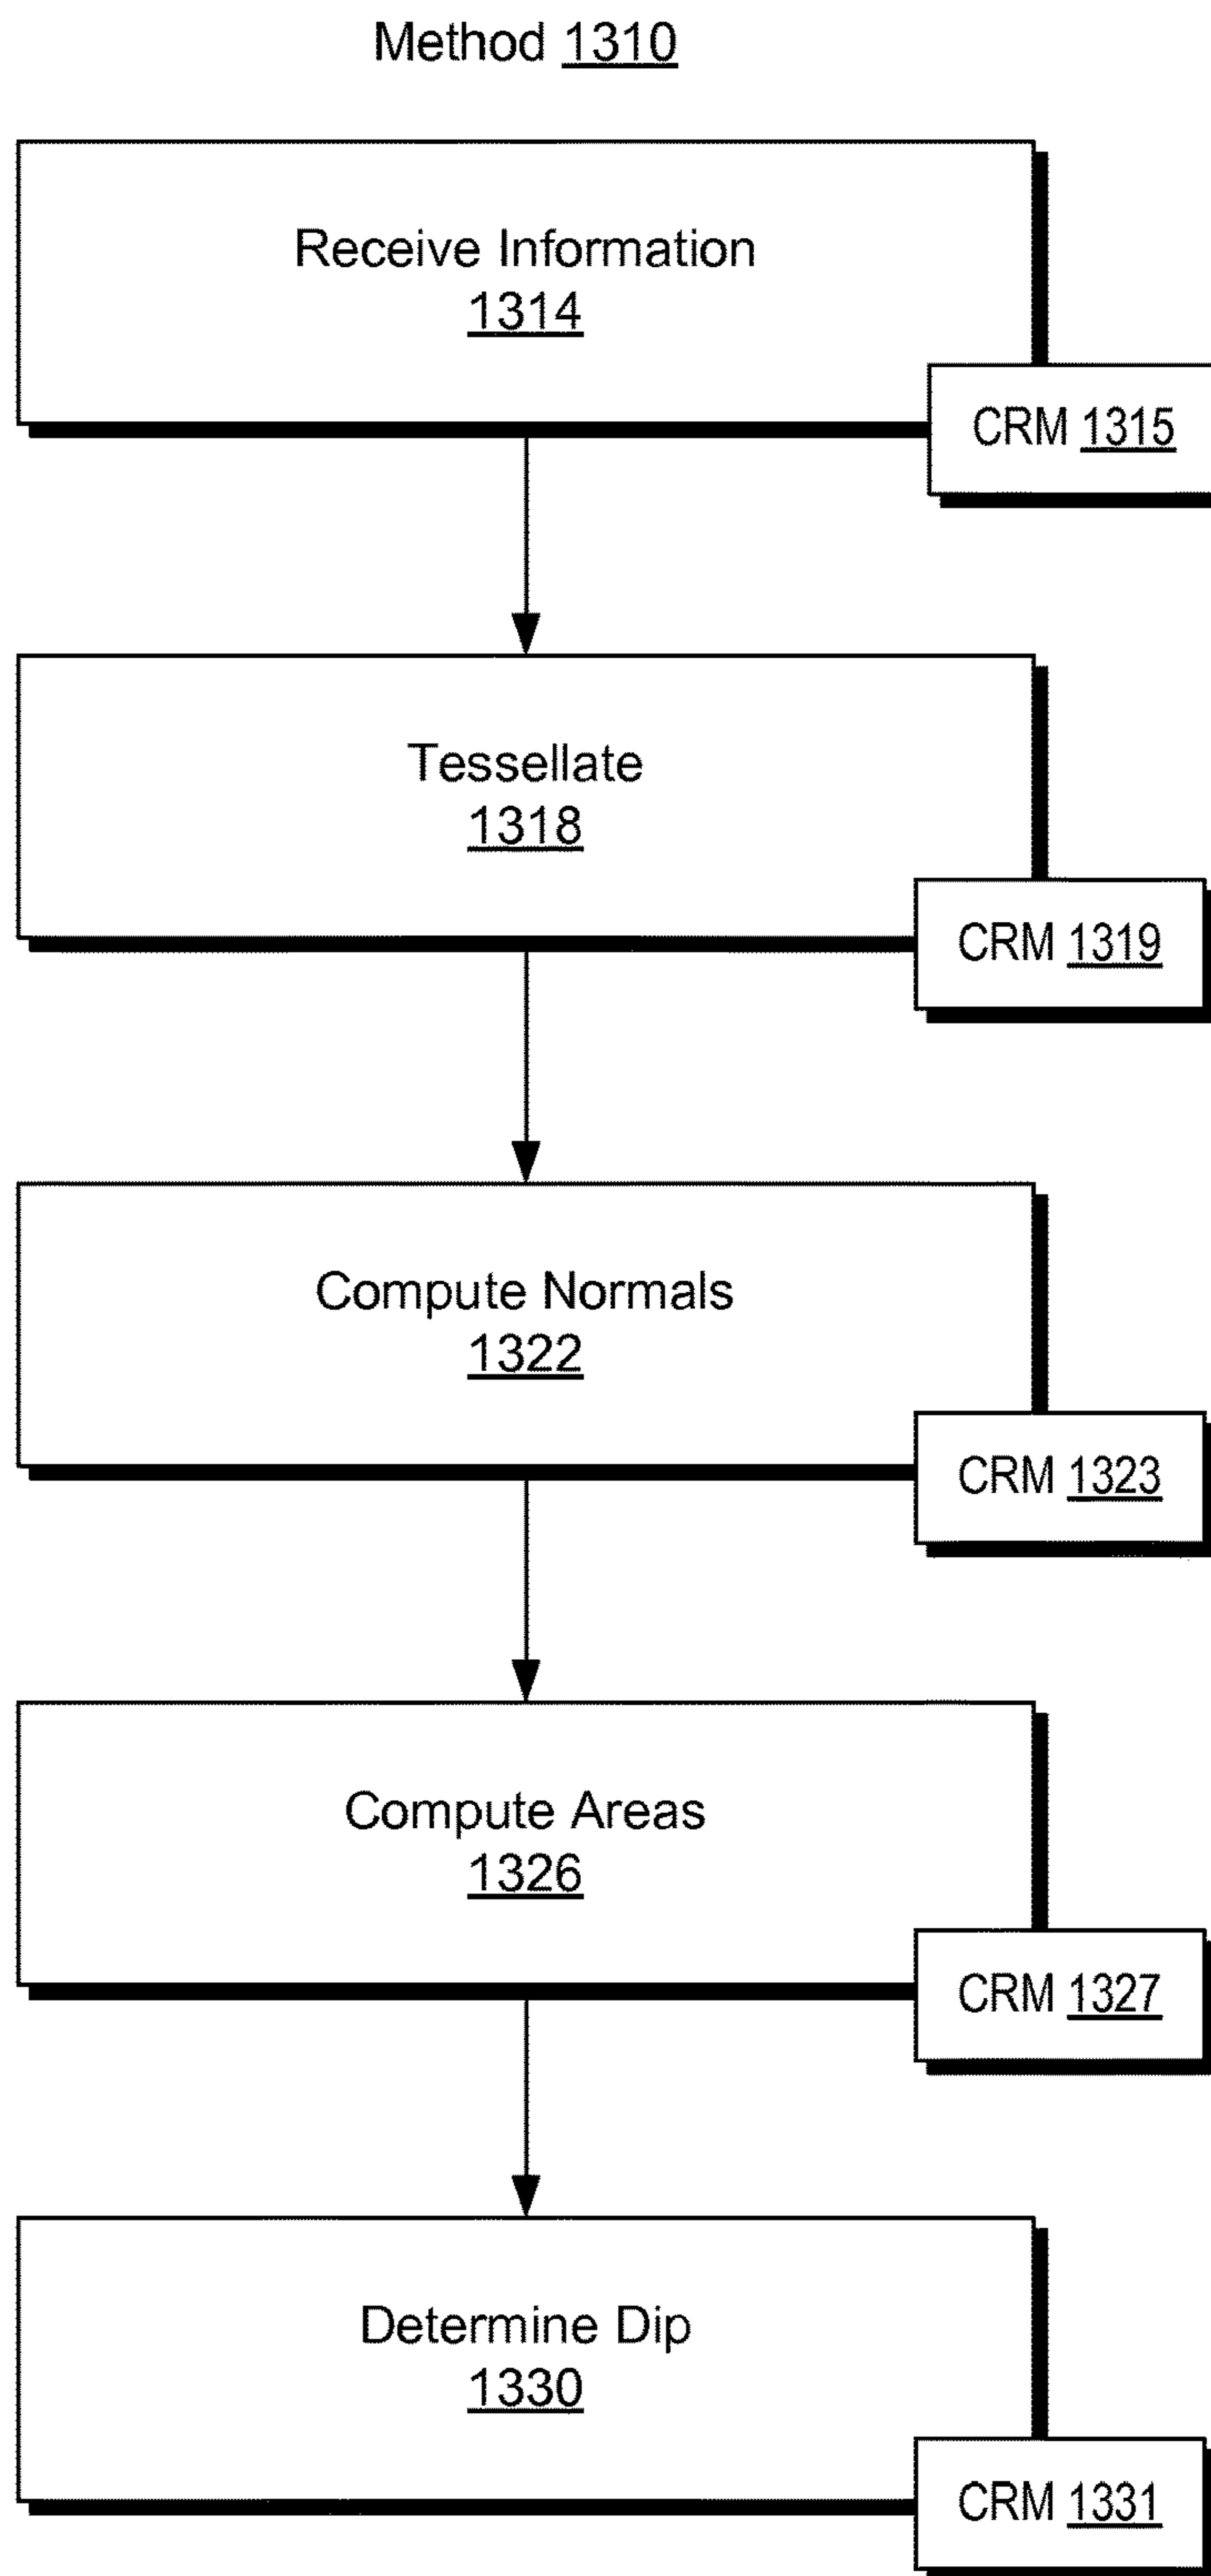 Method 1310
Receive Information
1314
CRM 1315
Tessellate
1318
CRM 1319
Compute Normals
1322
CRM 1323
Compute Areas
1326
CRM 1327
Determine Dip
1330
CRM 1331